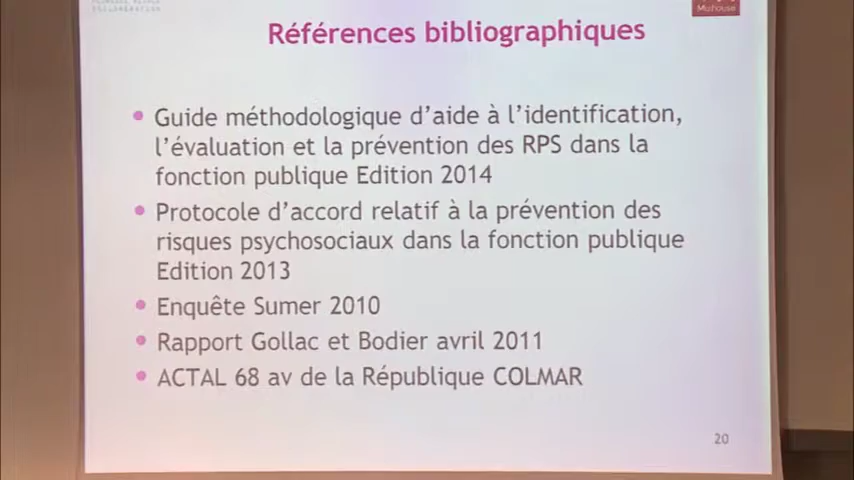 Mulhouse
Références bibliographiques
• Guide méthodologique d'aide à l'identification,
l'évaluation et la prévention des RPS dans la
fonction publique Edition 2014
• Protocole d'accord relatif à la prévention des
risques psychosociaux dans la fonction publique
Edition 2013
• Enquête Sumer 2010
• Rapport Gollac et Bodier avril 2011
• ACTAL 68 av de la République COLMAR
20